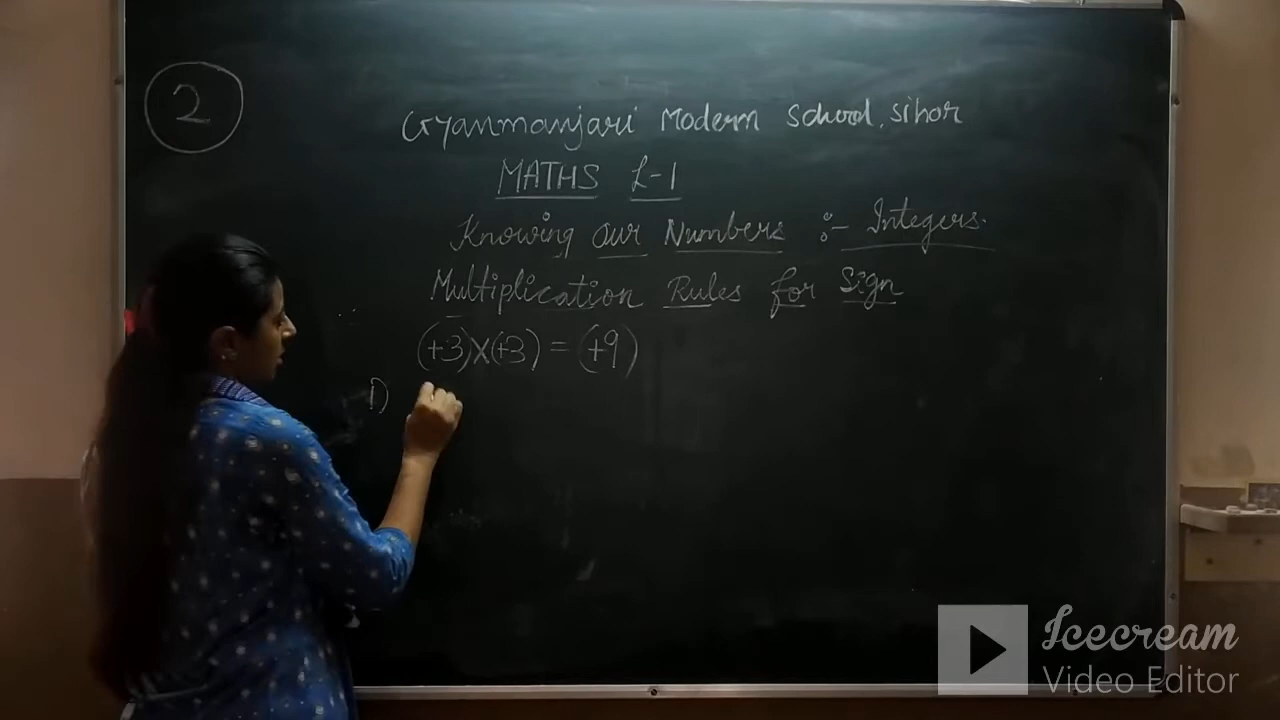 2
Gyanmanjari Modern School, Sihor
MATHS L-1
Knowing our Numbers :- Integers.
Multiplication Rules for Sign
(+3)X(+3) = (+9)
1)
Icecream
Video Editor